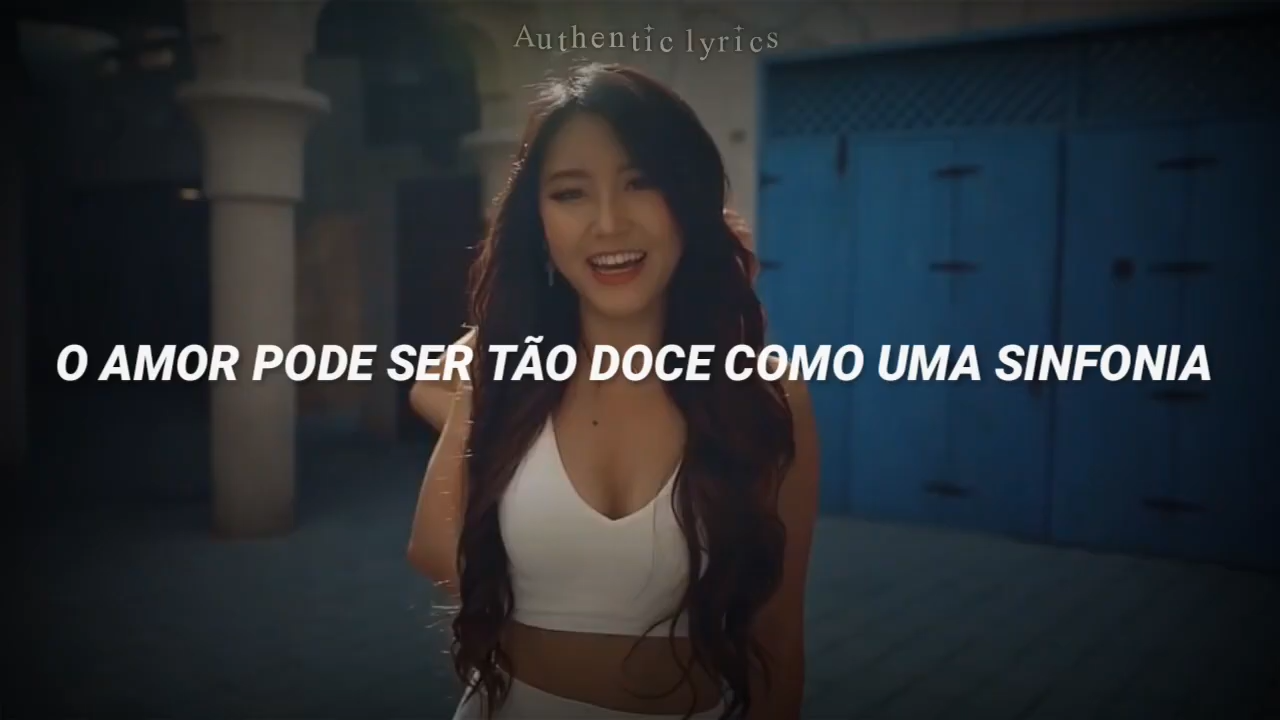 Authentic lyrics
O AMOR PODE SER TÃO DOCE COMO UMA SINFONIA